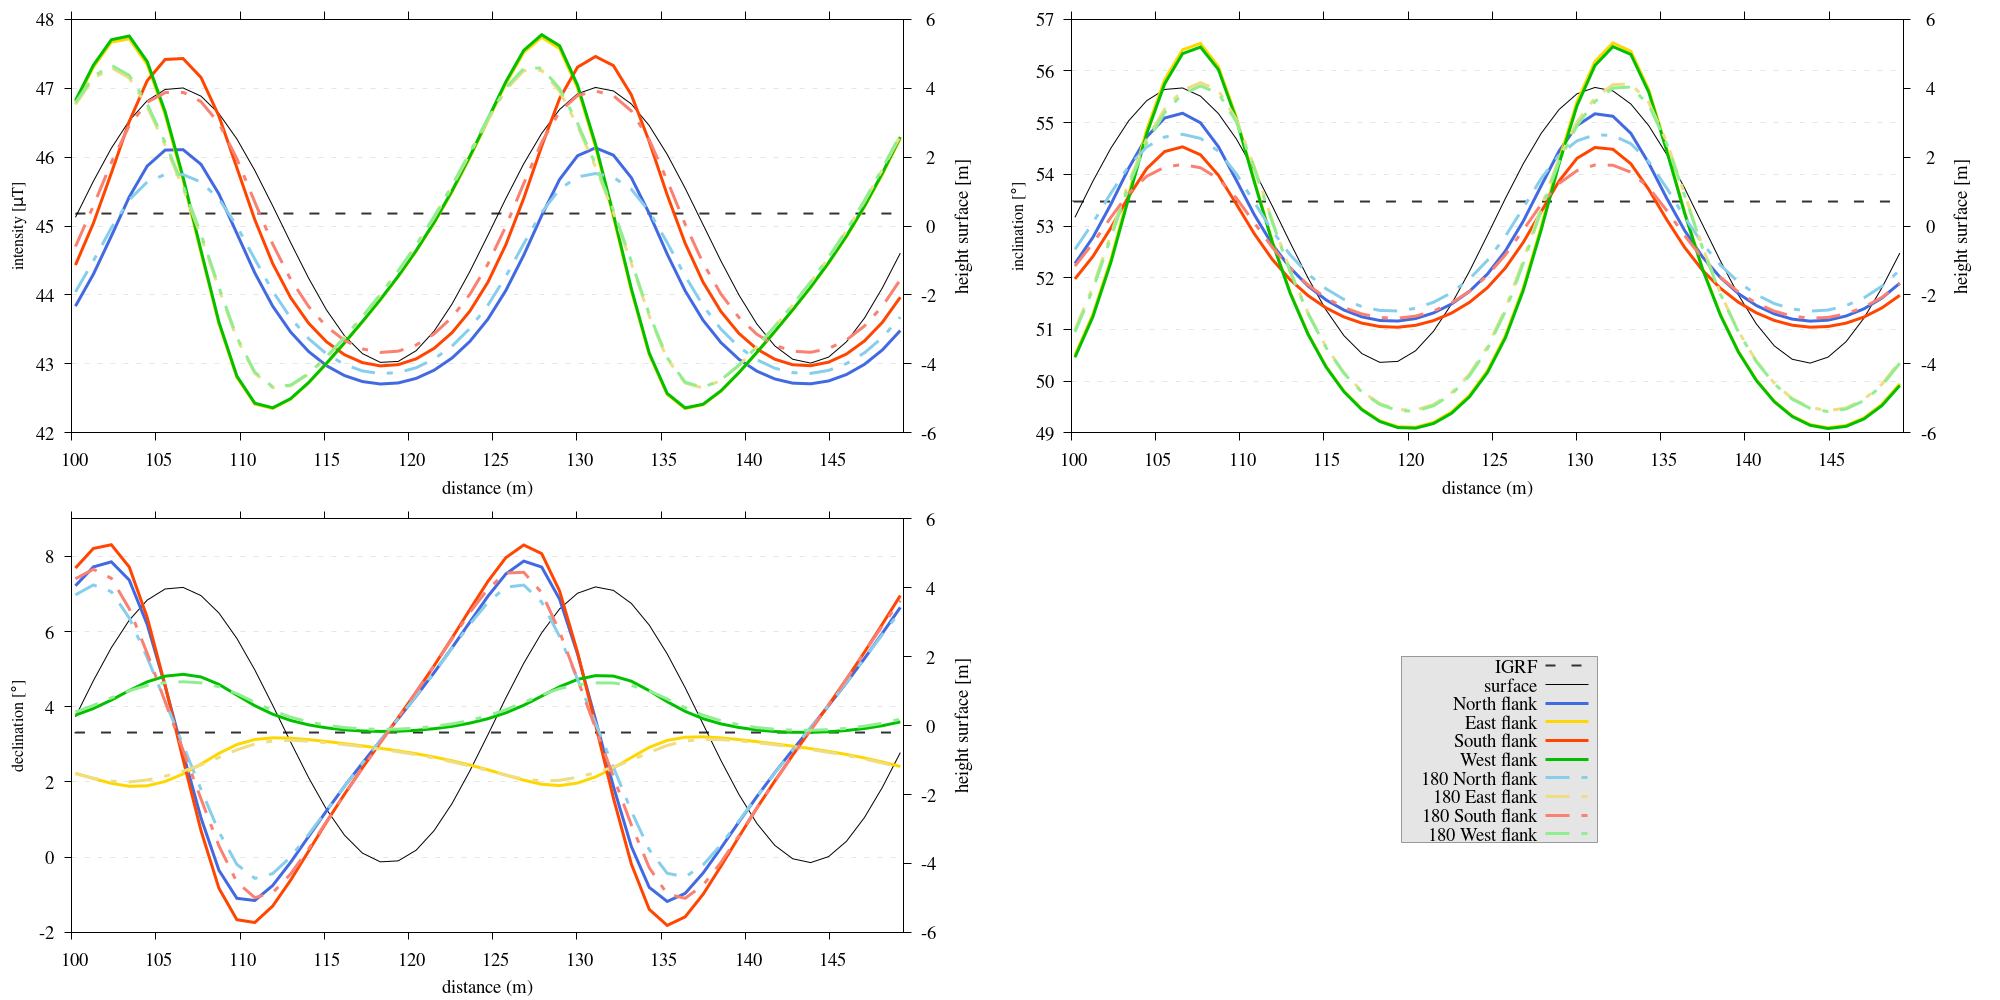 48
47
46
45
44
43
42
6
4
2
0
-2
-4
-6
100 105 110 115 120 125 130 135 140 145
distance (m)
intensity [µT]
height surface [m]
57
56
55
54
53
52
51
50
49
6
4
2
0
-2
-4
-6
100 105 110 115 120 125 130 135 140 145
distance (m)
inclination [°]
height surface [m]
8
6
4
2
0
-2
6
4
2
0
-2
-4
-6
100 105 110 115 120 125 130 135 140 145
distance (m)
declination [°]
height surface [m]
IGRF
surface
North flank
East flank
South flank
West flank
180 North flank
180 East flank
180 South flank
180 West flank